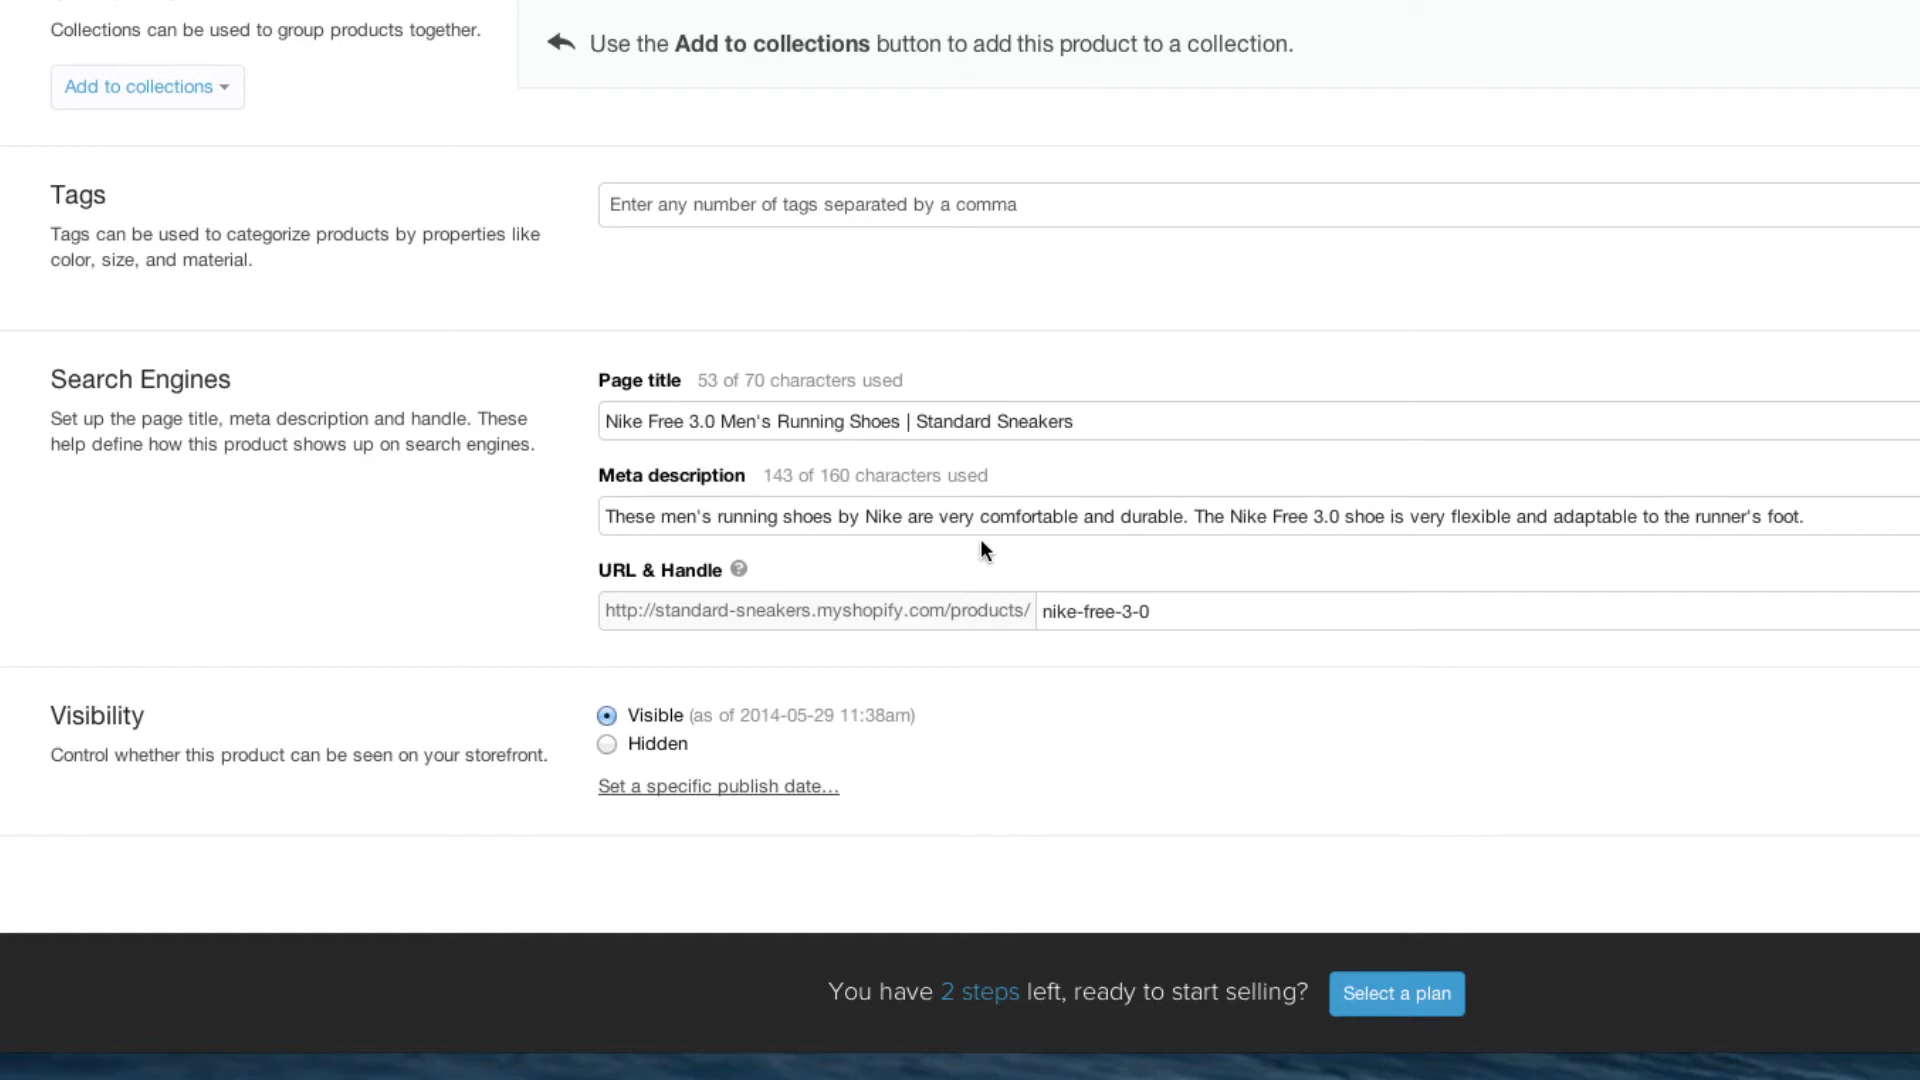 Collections can be used to group products together.
Use the Add to collections button to add this product to a collection.
Add to collections
Tags
Enter any number of tags separated by a comma
Tags can be used to categorize products by properties like
color, size, and material.
Search Engines
Set up the page title, meta description and handle. These
help define how this product shows up on search engines.
Page title 53 of 70 characters used
Nike Free 3.0 Men's Running Shoes | Standard Sneakers
Meta description 143 of 160 characters used
These men's running shoes by Nike are very comfortable and durable. The Nike Free 3.0 shoe is very flexible and adaptable to the runner's foot.
URL & Handle ?
http://standard-sneakers.myshopify.com/products/ nike-free-3-0
Visibility
Control whether this product can be seen on your storefront.
Visible (as of 2014-05-29 11:38am)
Hidden
Set a specific publish date...
You have 2 steps left, ready to start selling? Select a plan